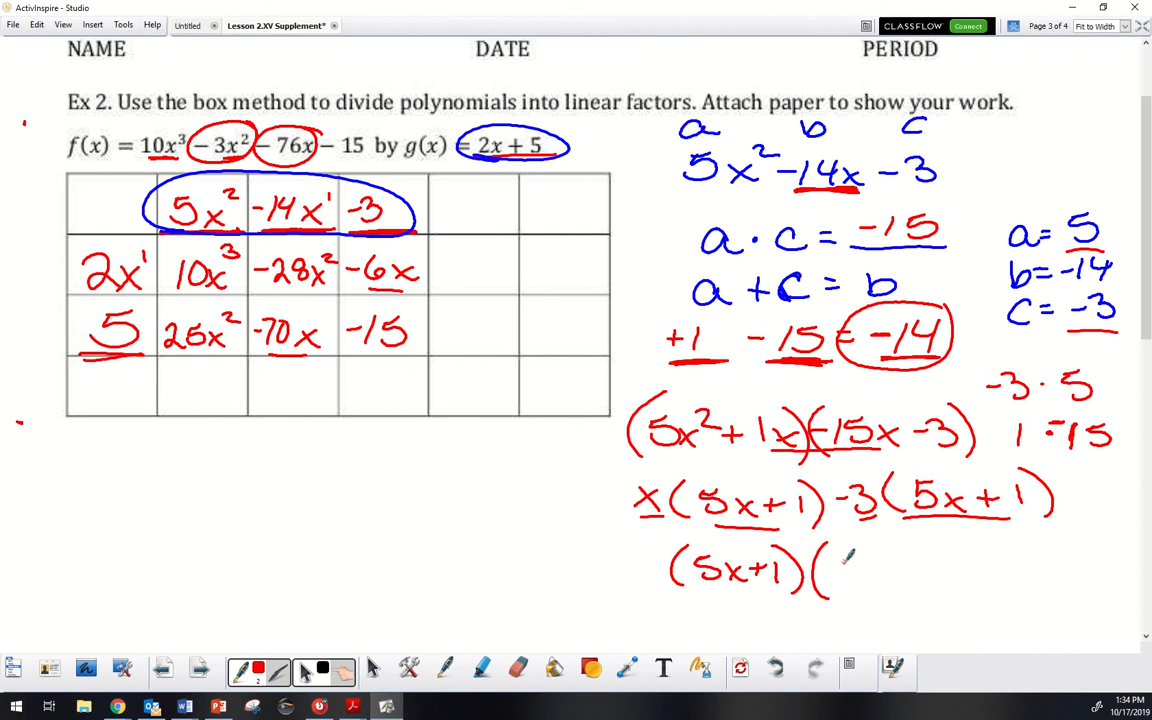 ActivInspire - Studio
File Edit View Insert Tools Help Untitled Lesson 2.XV Supplement* CLASSFLOW Connect Page 3 of 4 Fit to Width
NAME DATE PERIOD
Ex 2. Use the box method to divide polynomials into linear factors. Attach paper to show your work.
f(x) = 10x³ − 3x² − 76x − 15 by g(x) = 2x + 5
5x² -14x¹ -3
2x¹ 10x³ -28x² -6x
5 25x² -70x -15
a b c
5x² -14x -3
a · c = -15
a + c = b
+1 -15 = -14
a= 5
b= -14
c= -3
-3 · 5
1 -15
(5x² + 1x)(-15x -3)
x(5x+1) -3(5x+1)
(5x+1)(
2
T
1:34 PM
10/17/2019